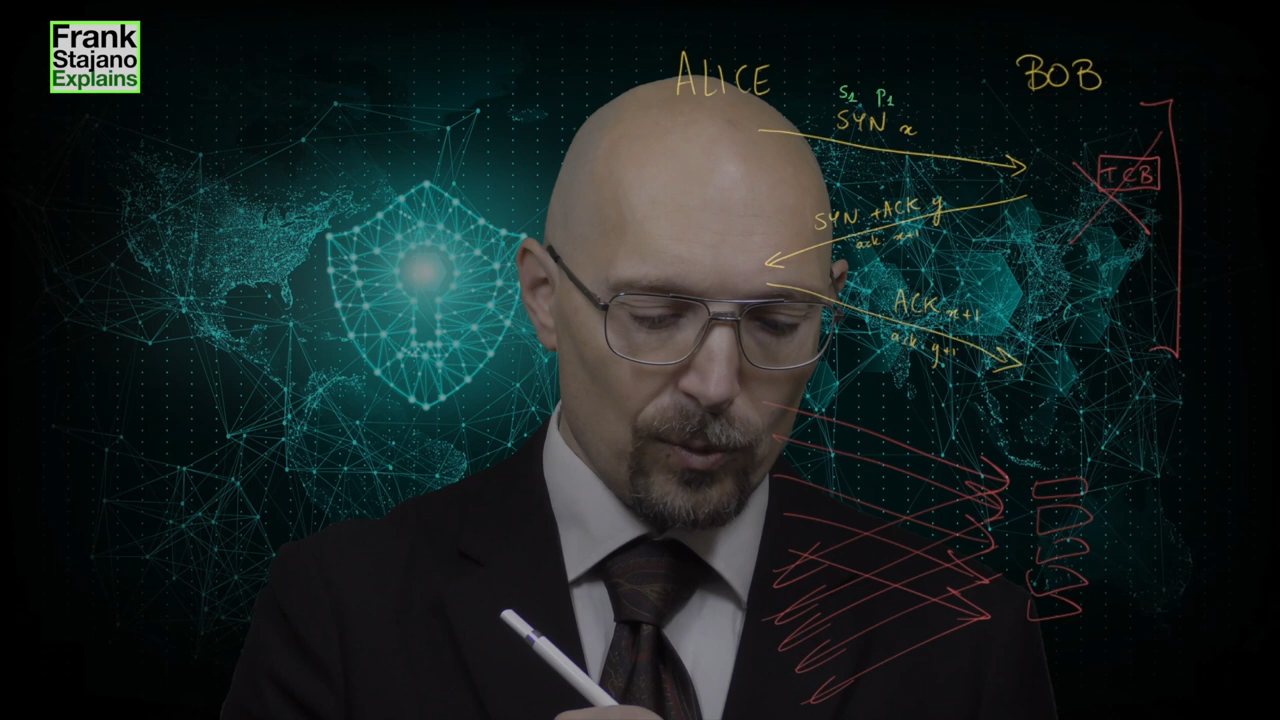 Frank
Stajano
Explains
ALICE
BOB
S1 P1
SYN x
TCB
SYN +ACK y
ack: x+1
ACK x+1
ack y+1